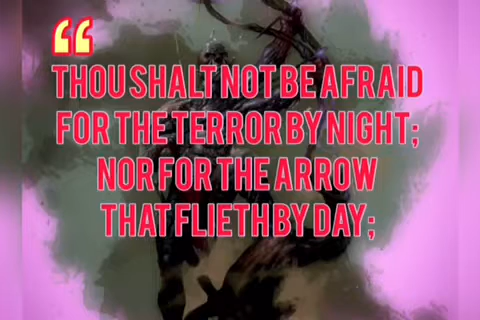 “
THOU SHALT NOT BE AFRAID
FOR THE TERROR BY NIGHT;
NOR FOR THE ARROW
THAT FLIETH BY DAY;